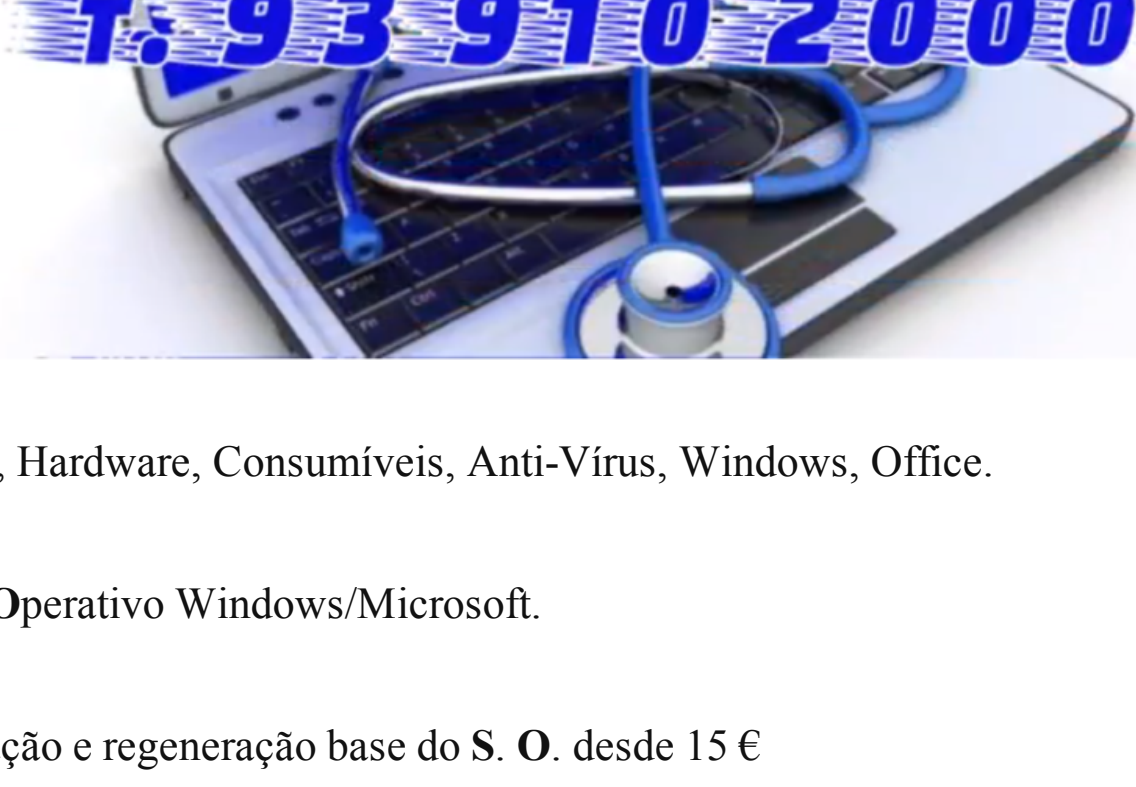 T: 93 910 2000
, Hardware, Consumíveis, Anti-Vírus, Windows, Office.
Operativo Windows/Microsoft.
ção e regeneração base do S. O. desde 15 €